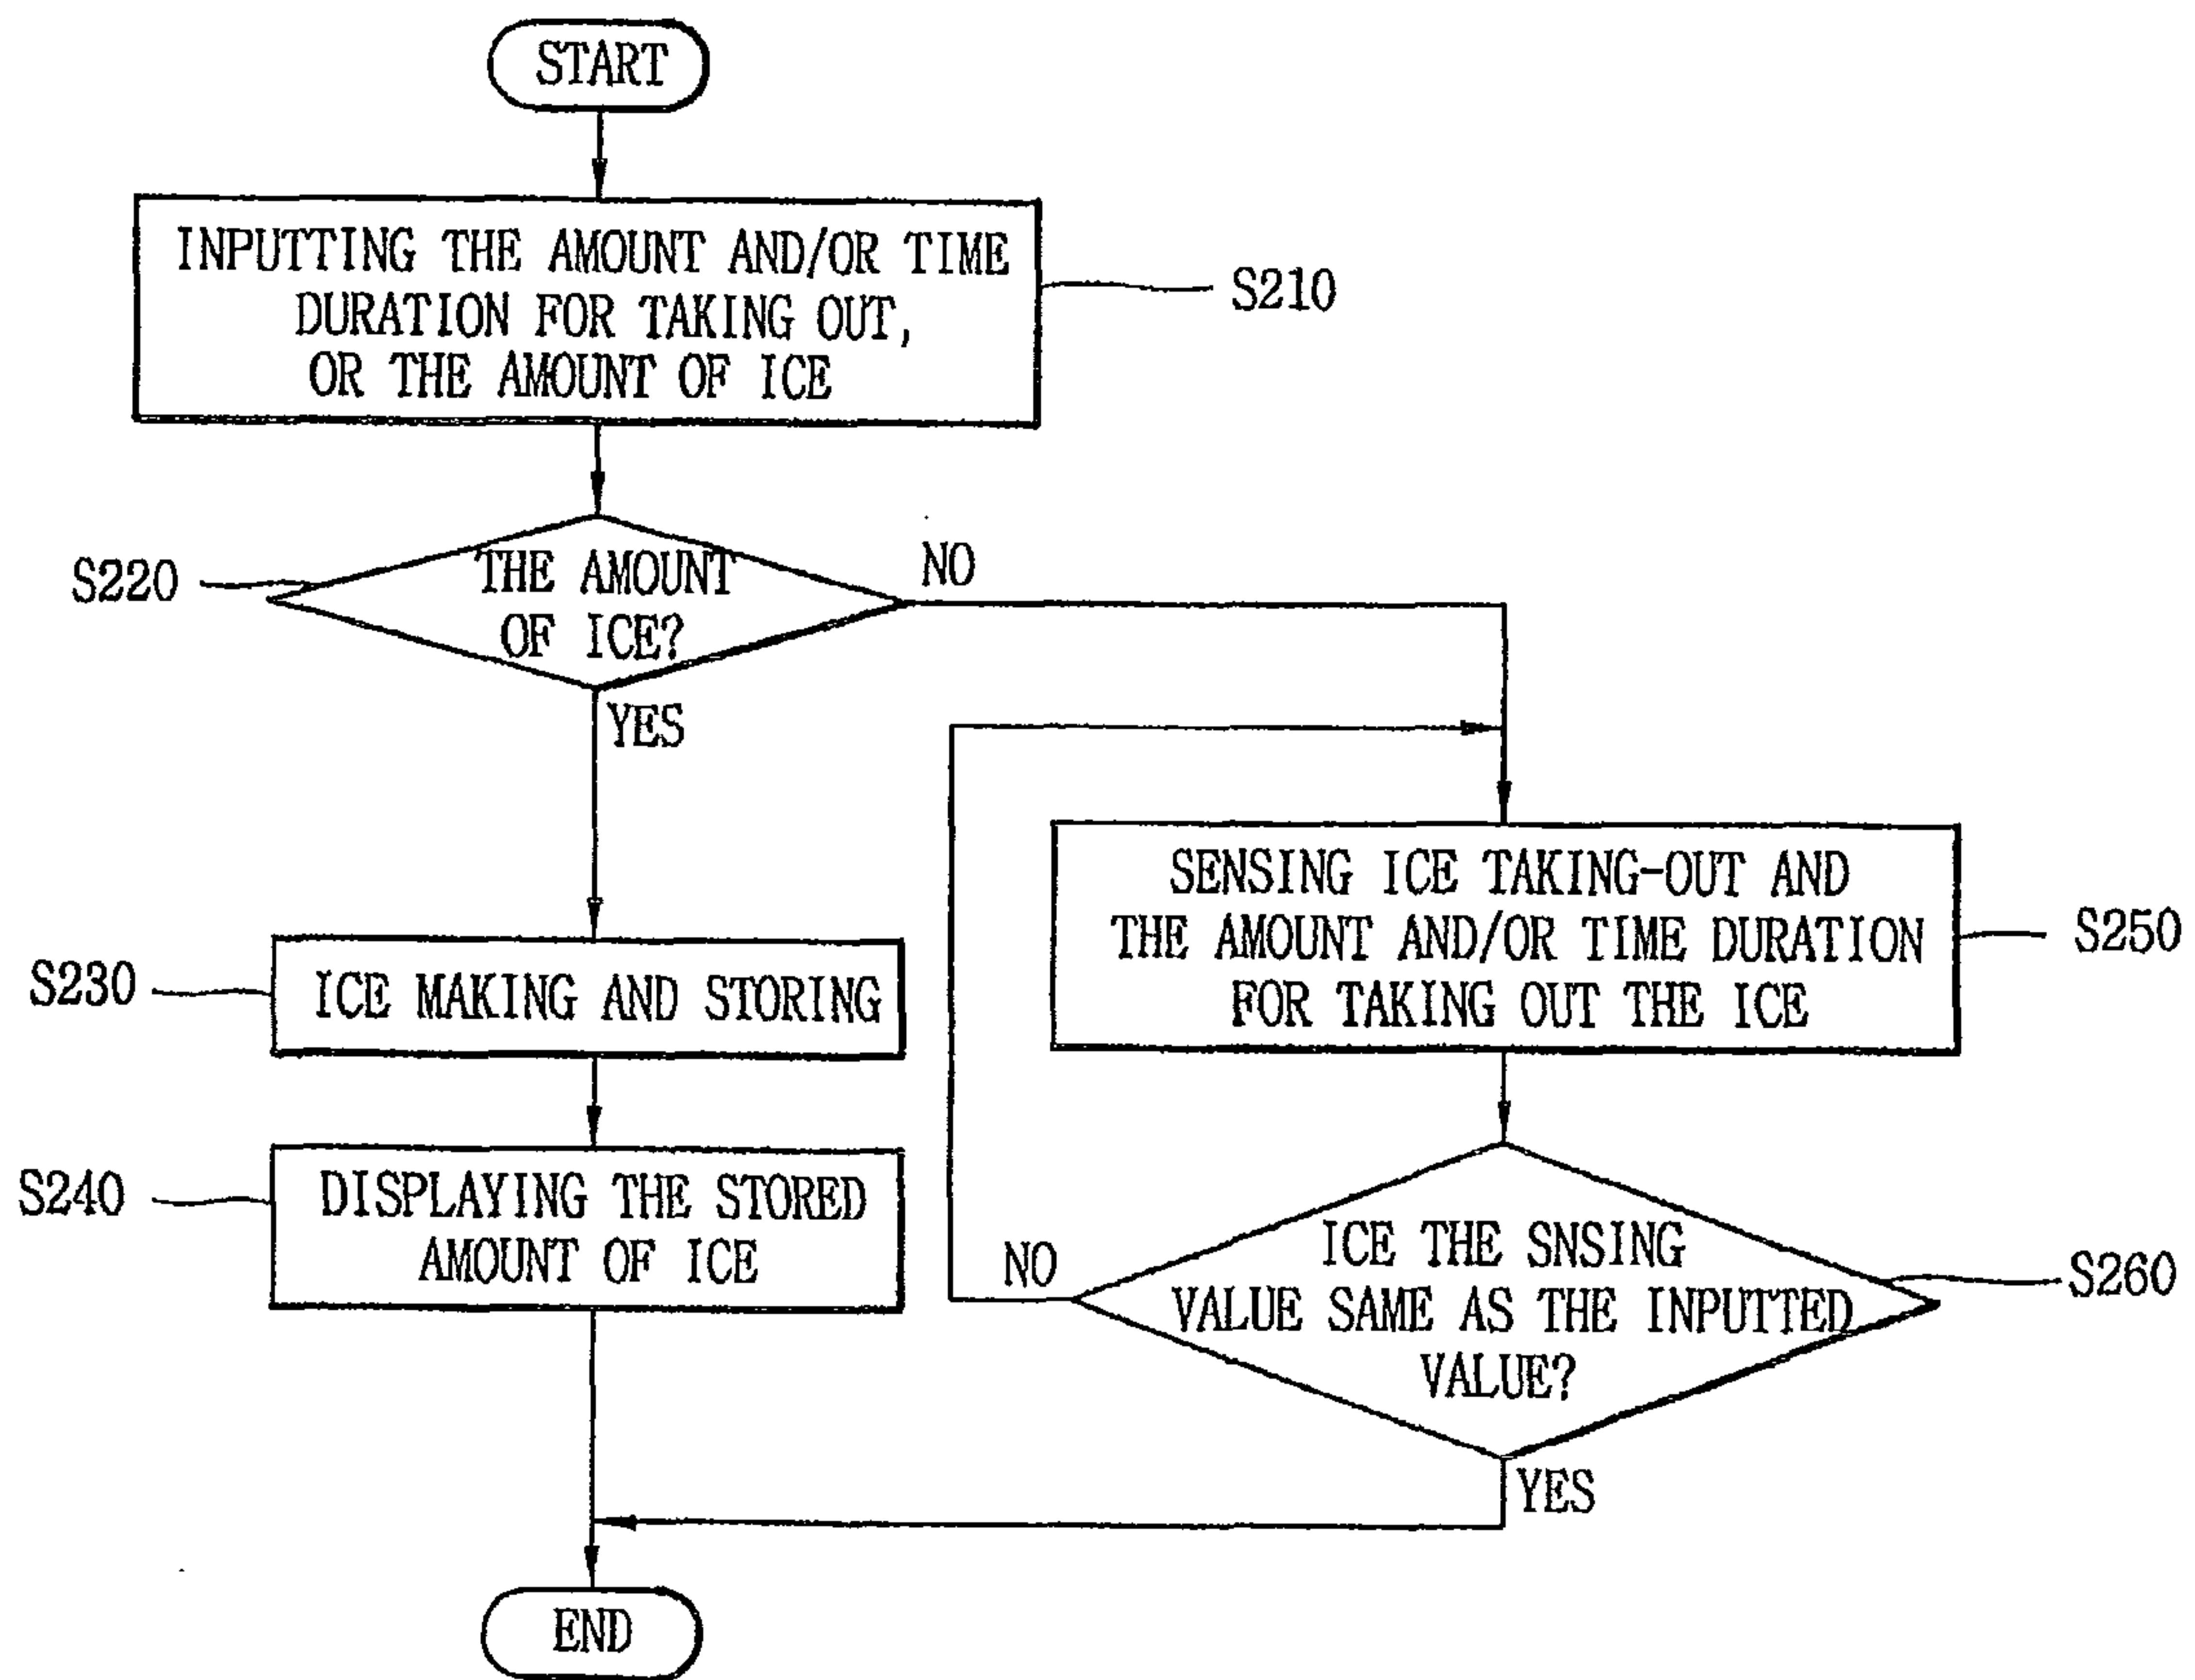 START
INPUTTING THE AMOUNT AND/OR TIME
DURATION FOR TAKING OUT,
OR THE AMOUNT OF ICE
S210
S220
THE AMOUNT
OF ICE?
NO
YES
S230
ICE MAKING AND STORING
S240
DISPLAYING THE STORED
AMOUNT OF ICE
SENSING ICE TAKING-OUT AND
THE AMOUNT AND/OR TIME DURATION
FOR TAKING OUT THE ICE
S250
NO
ICE THE SNSING
VALUE SAME AS THE INPUTTED
VALUE?
S260
YES
END